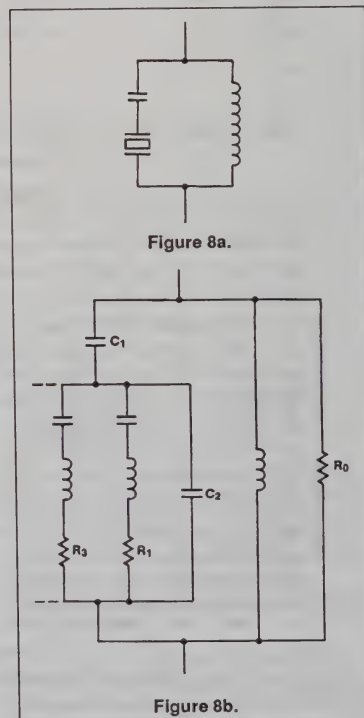 Figure 8a.
C₁
C₂
R₀
R₃
R₁
Figure 8b.